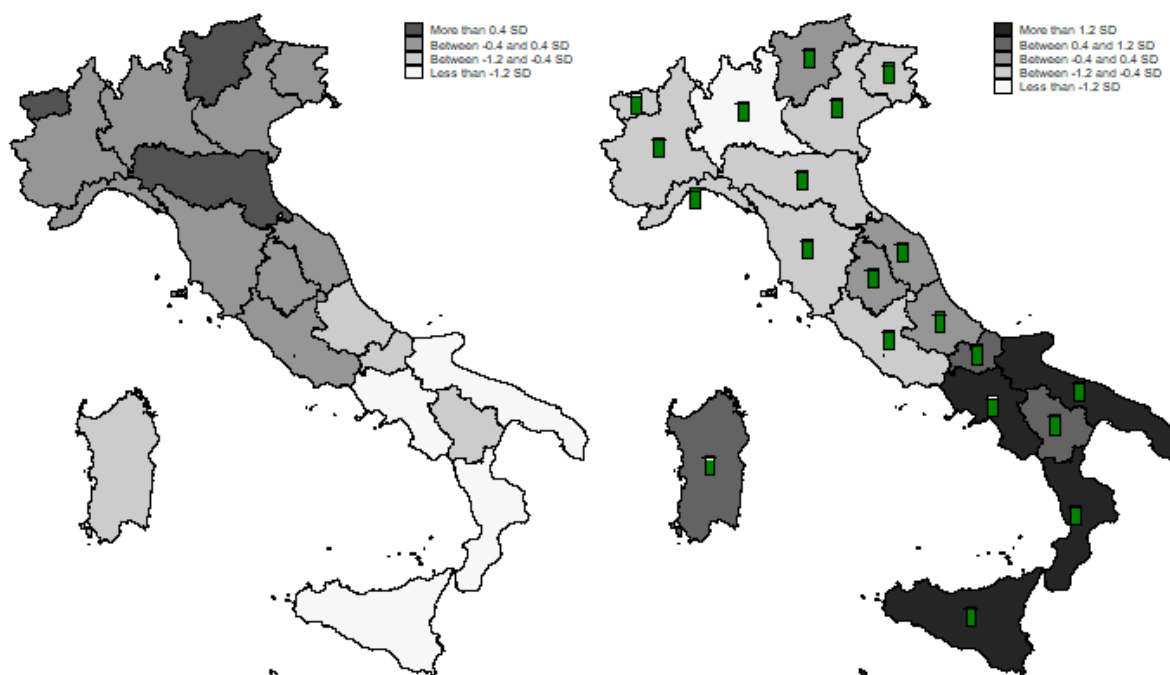 More than 0.4 SD
Between -0.4 and 0.4 SD
Between -1.2 and -0.4 SD
Less than -1.2 SD
More than 1.2 SD
Between 0.4 and 1.2 SD
Between -0.4 and 0.4 SD
Between -1.2 and -0.4 SD
Less than -1.2 SD